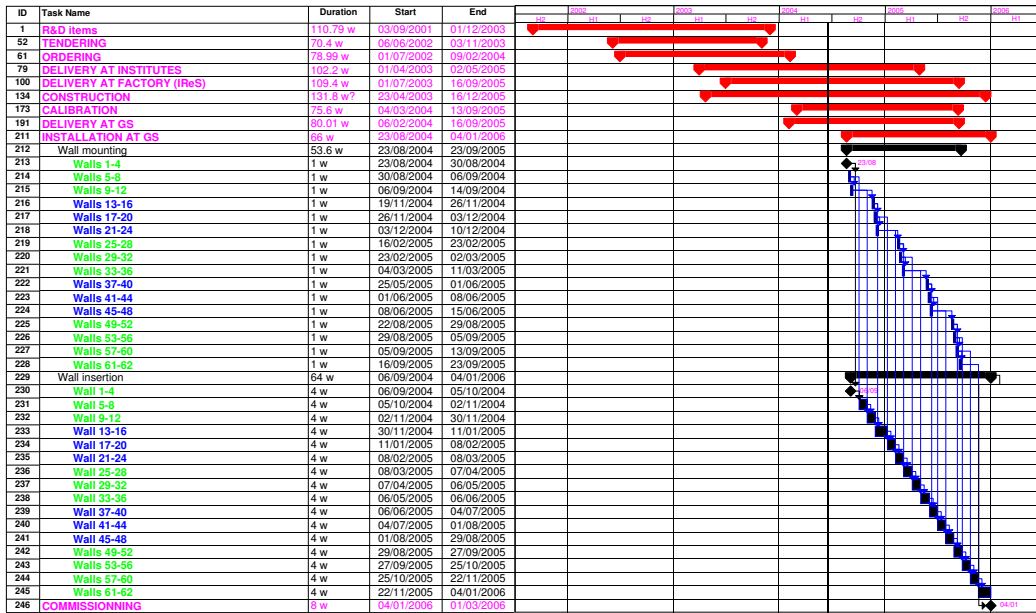 ID Task Name Duration Start End 2002 2003 2004 2005 2006
H2 H1 H2 H1 H2 H1 H2 H1 H2 H1
1 R&D items 110.79 w 03/09/2001 01/12/2003
52 TENDERING 70.4 w 06/06/2002 03/11/2003
61 ORDERING 78.99 w 01/07/2002 09/02/2004
79 DELIVERY AT INSTITUTES 102.2 w 01/04/2003 02/05/2005
100 DELIVERY AT FACTORY (IReS) 109.4 w 01/07/2003 16/09/2005
134 CONSTRUCTION 131.8 w? 23/04/2003 16/12/2005
173 CALIBRATION 75.6 w 04/03/2004 13/09/2005
191 DELIVERY AT GS 80.01 w 06/02/2004 16/09/2005
211 INSTALLATION AT GS 66 w 23/08/2004 04/01/2006
212 Wall mounting 53.6 w 23/08/2004 23/09/2005
213 Walls 1-4 1 w 23/08/2004 30/08/2004 23/08
214 Walls 5-8 1 w 30/08/2004 06/09/2004
215 Walls 9-12 1 w 06/09/2004 14/09/2004
216 Walls 13-16 1 w 19/11/2004 26/11/2004
217 Walls 17-20 1 w 26/11/2004 03/12/2004
218 Walls 21-24 1 w 03/12/2004 10/12/2004
219 Walls 25-28 1 w 16/02/2005 23/02/2005
220 Walls 29-32 1 w 23/02/2005 02/03/2005
221 Walls 33-36 1 w 04/03/2005 11/03/2005
222 Walls 37-40 1 w 25/05/2005 01/06/2005
223 Walls 41-44 1 w 01/06/2005 08/06/2005
224 Walls 45-48 1 w 08/06/2005 15/06/2005
225 Walls 49-52 1 w 22/08/2005 29/08/2005
226 Walls 53-56 1 w 29/08/2005 05/09/2005
227 Walls 57-60 1 w 05/09/2005 13/09/2005
228 Walls 61-62 1 w 16/09/2005 23/09/2005
229 Wall insertion 64 w 06/09/2004 04/01/2006
230 Wall 1-4 4 w 06/09/2004 05/10/2004 06/09
231 Wall 5-8 4 w 05/10/2004 02/11/2004
232 Wall 9-12 4 w 02/11/2004 30/11/2004
233 Wall 13-16 4 w 30/11/2004 11/01/2005
234 Wall 17-20 4 w 11/01/2005 08/02/2005
235 Wall 21-24 4 w 08/02/2005 08/03/2005
236 Wall 25-28 4 w 08/03/2005 07/04/2005
237 Wall 29-32 4 w 07/04/2005 06/05/2005
238 Wall 33-36 4 w 06/05/2005 06/06/2005
239 Wall 37-40 4 w 06/06/2005 04/07/2005
240 Wall 41-44 4 w 04/07/2005 01/08/2005
241 Wall 45-48 4 w 01/08/2005 29/08/2005
242 Walls 49-52 4 w 29/08/2005 27/09/2005
243 Walls 53-56 4 w 27/09/2005 25/10/2005
244 Walls 57-60 4 w 25/10/2005 22/11/2005
245 Walls 61-62 4 w 22/11/2005 04/01/2006
246 COMMISSIONNING 8 w 04/01/2006 01/03/2006 04/01